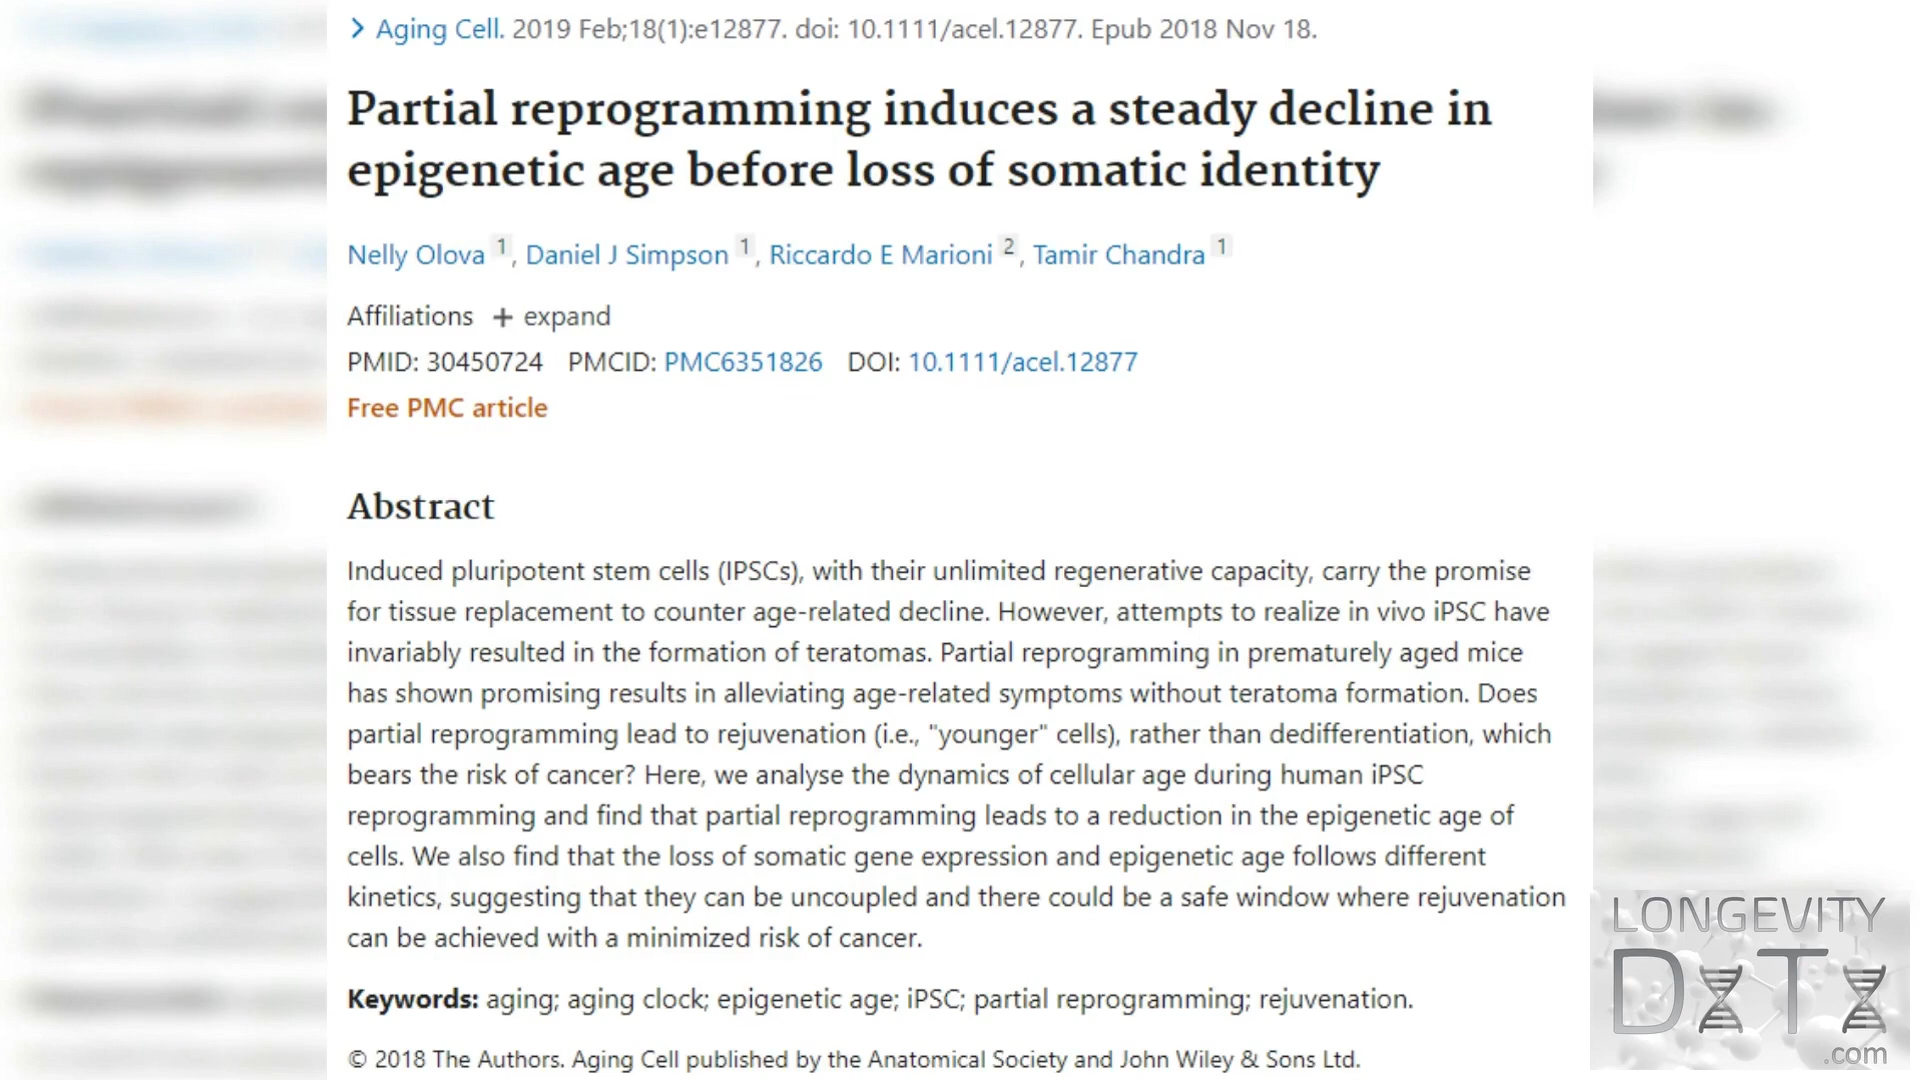 Aging Cell. 2019 Feb;18(1):e12877. doi: 10.1111/acel.12877. Epub 2018 Nov 18.
Partial reprogramming induces a steady decline in
epigenetic age before loss of somatic identity
Nelly Olova 1, Daniel J Simpson 1, Riccardo E Marioni 2, Tamir Chandra 1
Affiliations + expand
PMID: 30450724 PMCID: PMC6351826 DOI: 10.1111/acel.12877
Free PMC article
Abstract
Induced pluripotent stem cells (IPSCs), with their unlimited regenerative capacity, carry the promise
for tissue replacement to counter age-related decline. However, attempts to realize in vivo iPSC have
invariably resulted in the formation of teratomas. Partial reprogramming in prematurely aged mice
has shown promising results in alleviating age-related symptoms without teratoma formation. Does
partial reprogramming lead to rejuvenation (i.e., "younger" cells), rather than dedifferentiation, which
bears the risk of cancer? Here, we analyse the dynamics of cellular age during human iPSC
reprogramming and find that partial reprogramming leads to a reduction in the epigenetic age of
cells. We also find that the loss of somatic gene expression and epigenetic age follows different
kinetics, suggesting that they can be uncoupled and there could be a safe window where rejuvenation
can be achieved with a minimized risk of cancer.
Keywords: aging; aging clock; epigenetic age; iPSC; partial reprogramming; rejuvenation.
© 2018 The Authors. Aging Cell published by the Anatomical Society and John Wiley & Sons Ltd.
LONGEVITY
DATA
.com